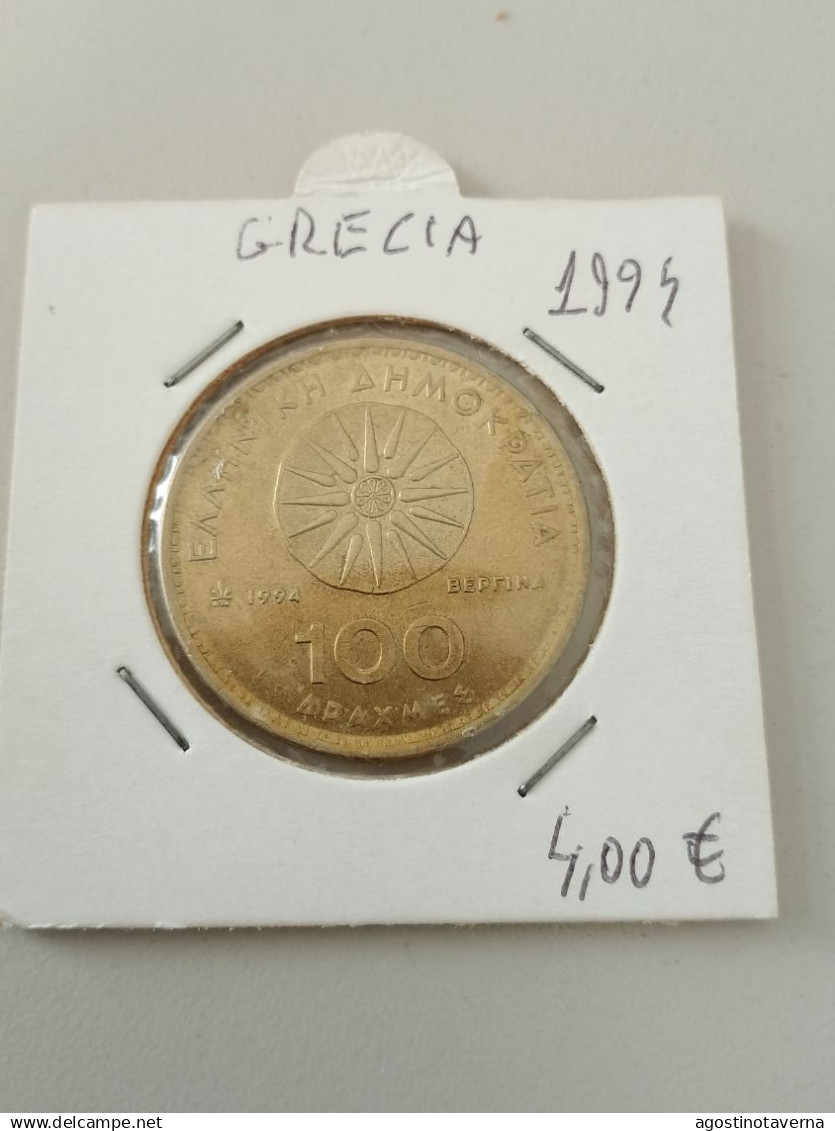 GRECIA
1994
ΕΛΛΗΝΙΚΗ ΔΗΜΟΚΡΑΤΙΑ
1994 ΒΕΡΓΙΝΑ
100
ΔΡΑΧΜΕΣ
4,00 €
www.delcampe.net agostinotaverna